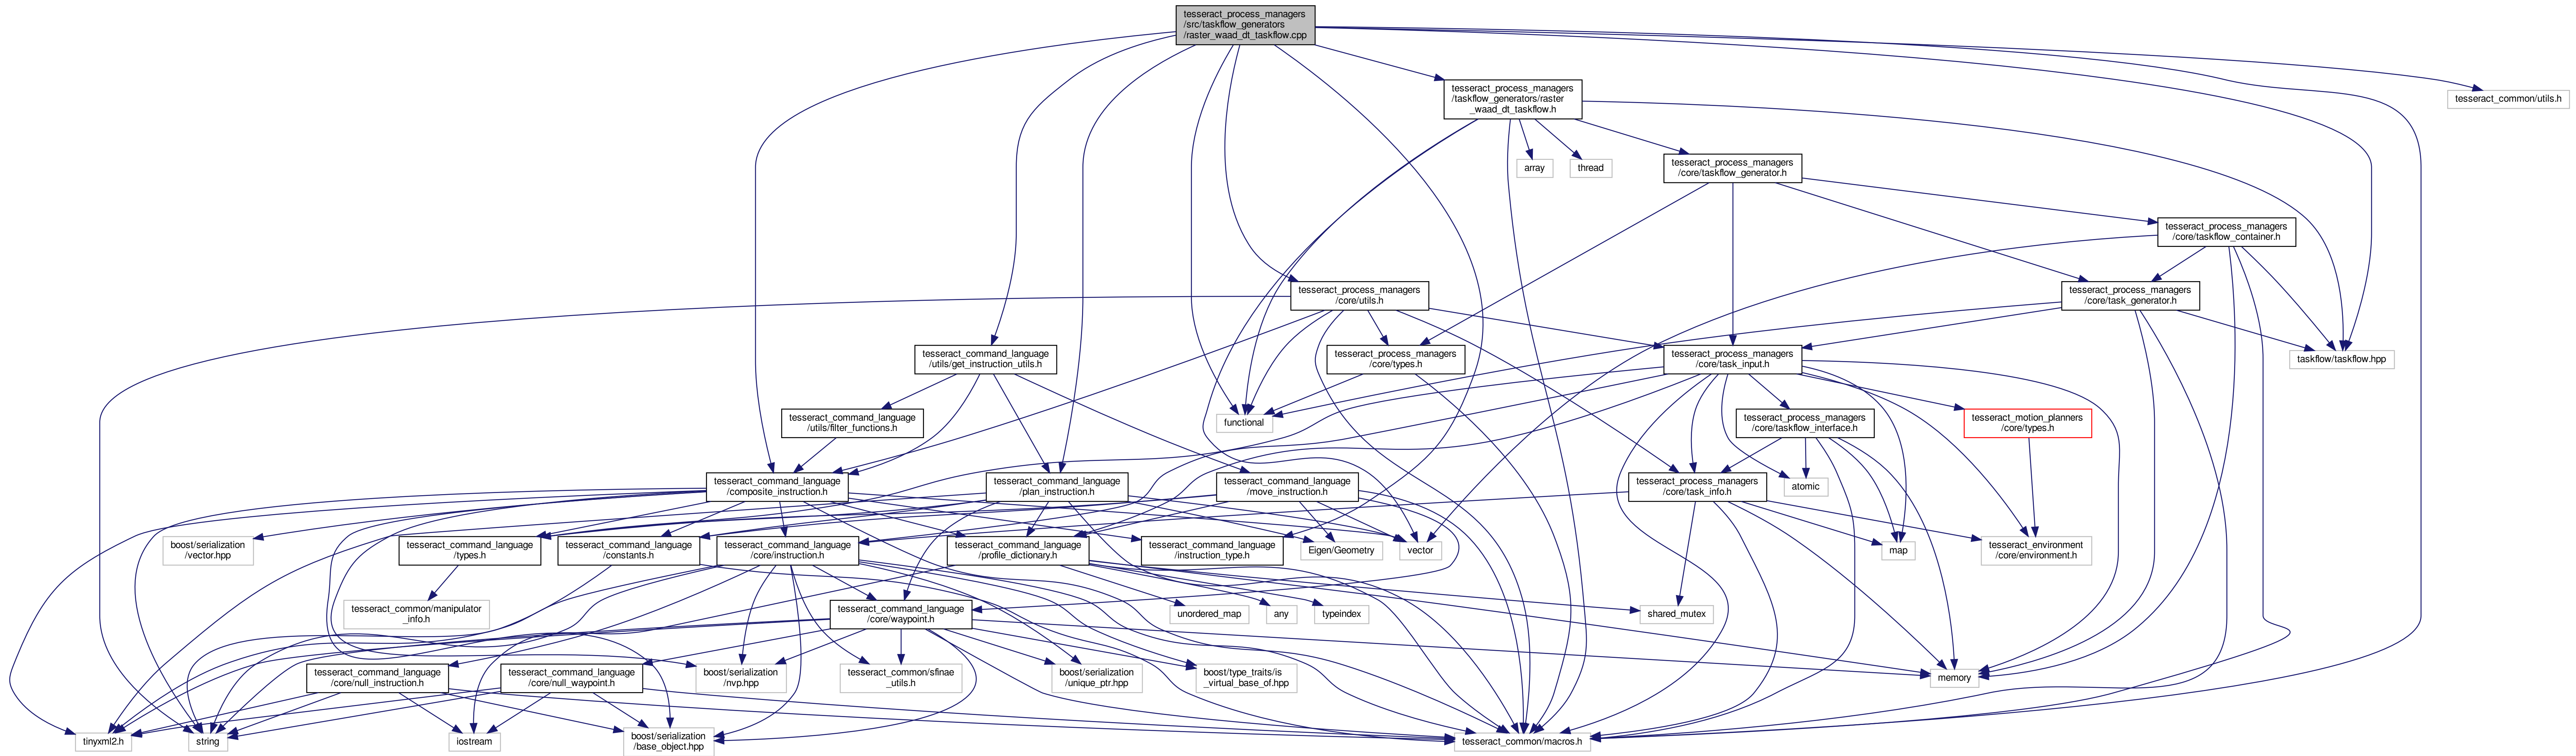 tesseract_process_managers
/src/taskflow_generators
/raster_waad_dt_taskflow.cpp
tesseract_process_managers
/taskflow_generators/raster
_waad_dt_taskflow.h
tesseract_common/utils.h
array
thread
tesseract_process_managers
/core/taskflow_generator.h
tesseract_process_managers
/core/taskflow_container.h
tesseract_process_managers
/core/utils.h
tesseract_process_managers
/core/task_generator.h
tesseract_command_language
/utils/get_instruction_utils.h
tesseract_process_managers
/core/types.h
tesseract_process_managers
/core/task_input.h
taskflow/taskflow.hpp
tesseract_command_language
/utils/filter_functions.h
functional
tesseract_process_managers
/core/taskflow_interface.h
tesseract_motion_planners
/core/types.h
tesseract_command_language
/composite_instruction.h
tesseract_command_language
/plan_instruction.h
tesseract_command_language
/move_instruction.h
tesseract_process_managers
/core/task_info.h
atomic
boost/serialization
/vector.hpp
tesseract_command_language
/types.h
tesseract_command_language
/constants.h
tesseract_command_language
/core/instruction.h
tesseract_command_language
/profile_dictionary.h
tesseract_command_language
/instruction_type.h
Eigen/Geometry
vector
map
tesseract_environment
/core/environment.h
tesseract_common/manipulator
_info.h
tesseract_command_language
/core/waypoint.h
unordered_map
any
typeindex
shared_mutex
tesseract_command_language
/core/null_instruction.h
tesseract_command_language
/core/null_waypoint.h
boost/serialization
/nvp.hpp
tesseract_common/sfinae
_utils.h
boost/serialization
/unique_ptr.hpp
boost/type_traits/is
_virtual_base_of.hpp
memory
tinyxml2.h
string
iostream
boost/serialization
/base_object.hpp
tesseract_common/macros.h